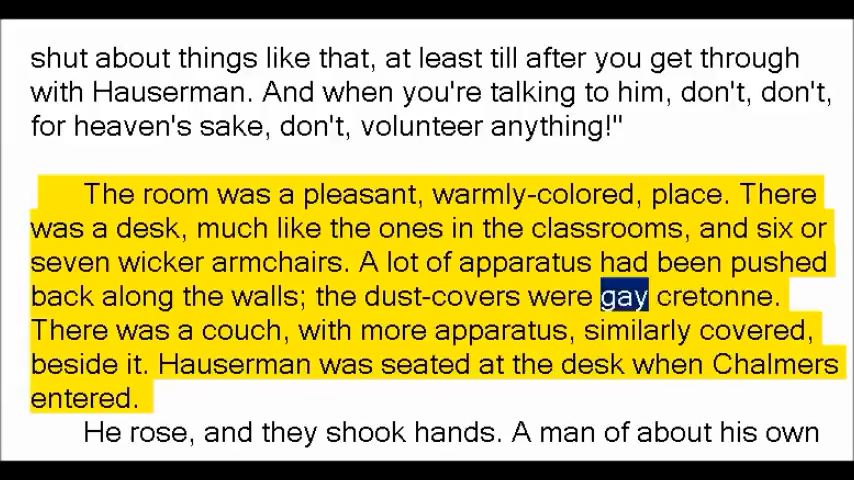 shut about things like that, at least till after you get through
with Hauserman. And when you're talking to him, don't, don't,
for heaven's sake, don't, volunteer anything!"
The room was a pleasant, warmly-colored, place. There
was a desk, much like the ones in the classrooms, and six or
seven wicker armchairs. A lot of apparatus had been pushed
back along the walls; the dust-covers were gay cretonne.
There was a couch, with more apparatus, similarly covered,
beside it. Hauserman was seated at the desk when Chalmers
entered.
He rose, and they shook hands. A man of about his own